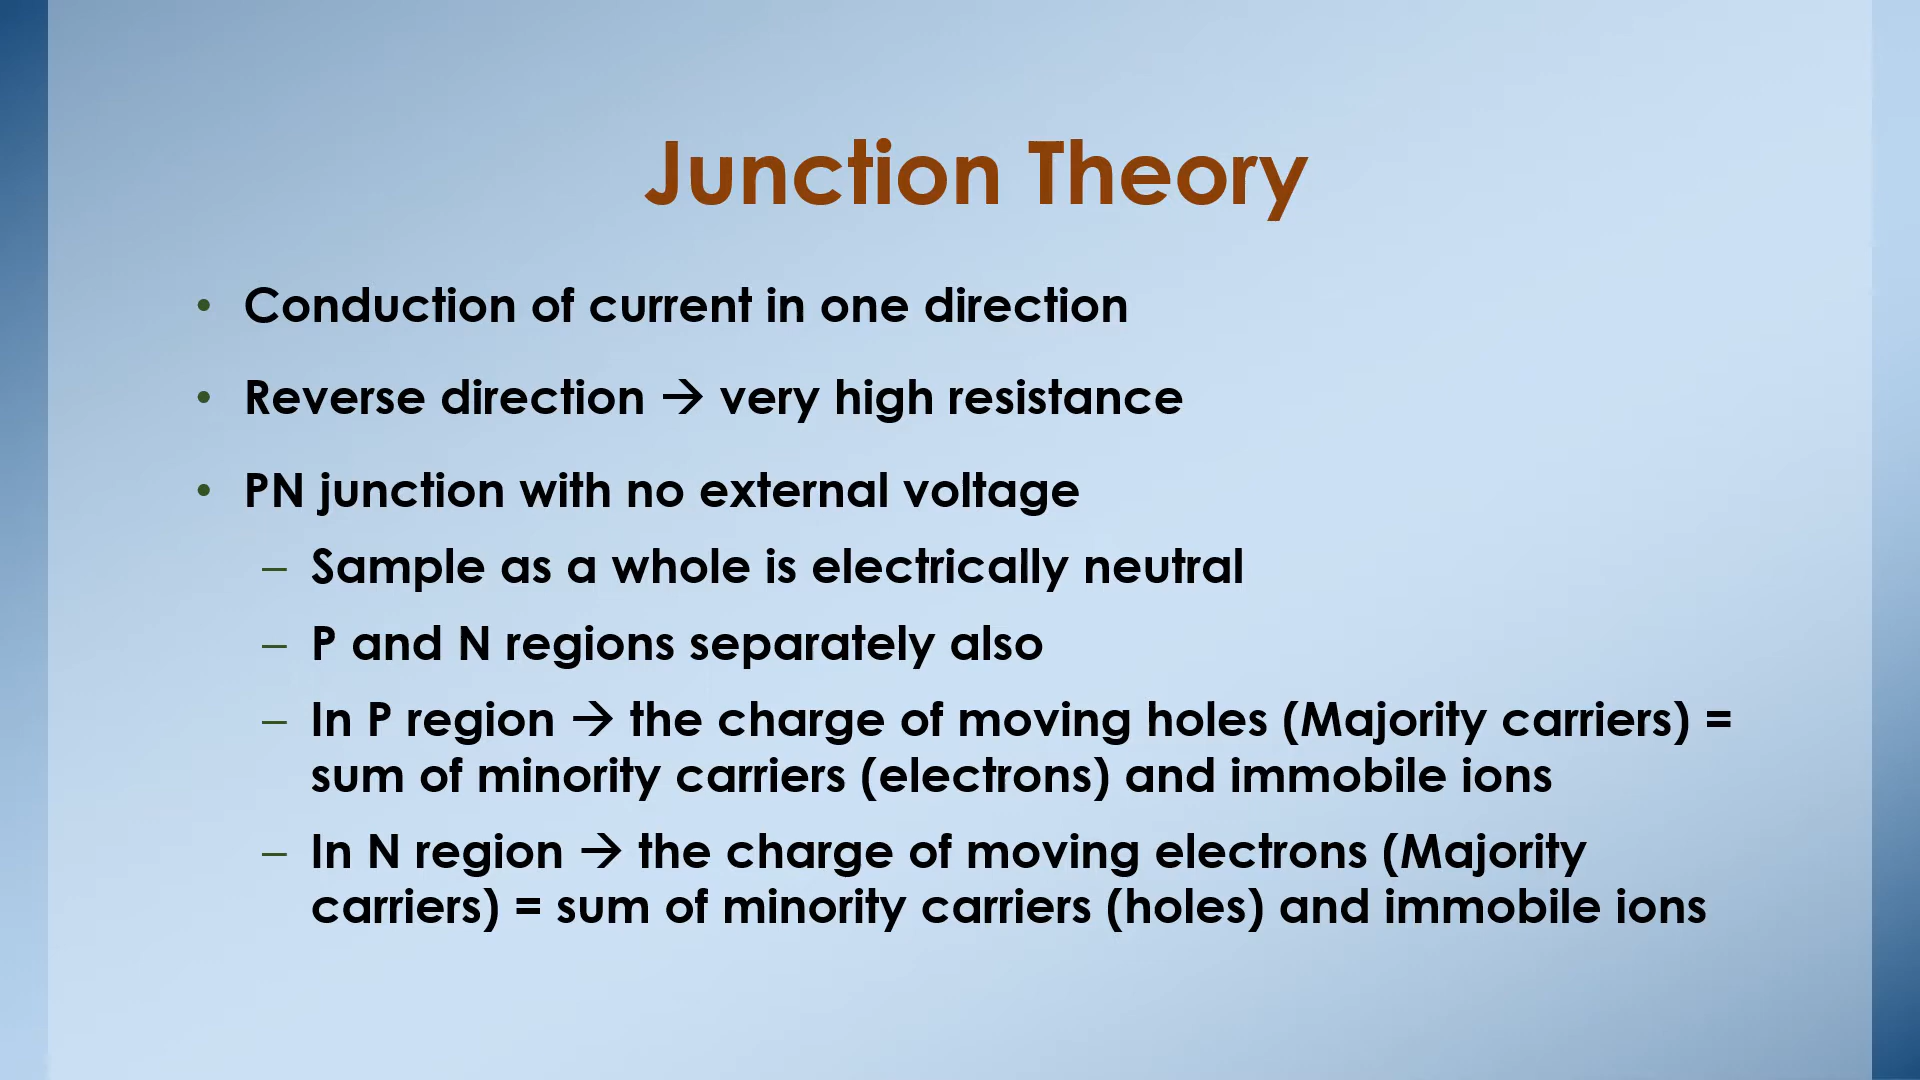 Junction Theory
• Conduction of current in one direction
• Reverse direction → very high resistance
• PN junction with no external voltage
– Sample as a whole is electrically neutral
– P and N regions separately also
– In P region → the charge of moving holes (Majority carriers) =
sum of minority carriers (electrons) and immobile ions
– In N region → the charge of moving electrons (Majority
carriers) = sum of minority carriers (holes) and immobile ions